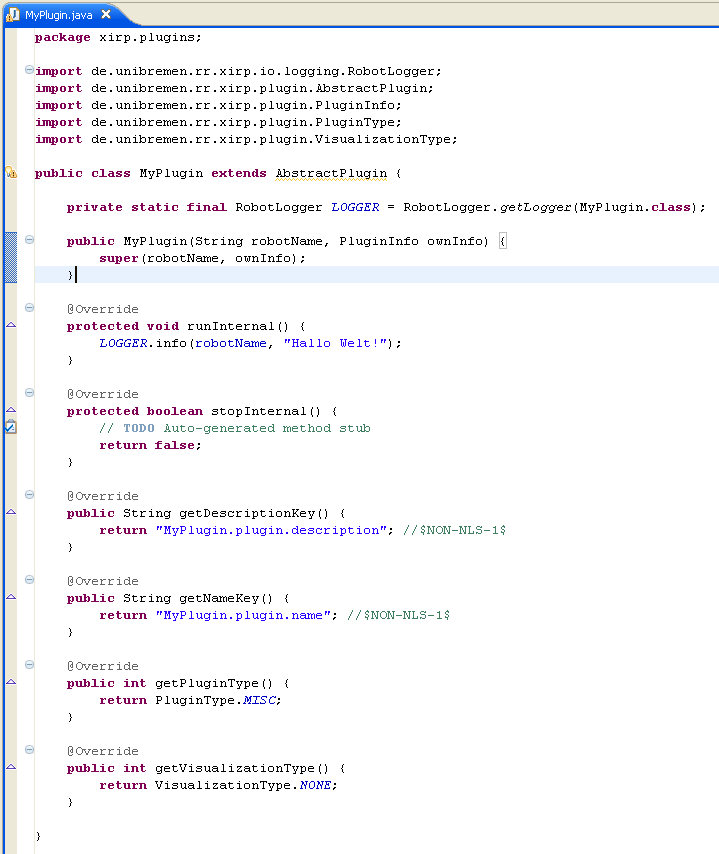 MyPlugin.java
package xirp.plugins;
import de.unibremen.rr.xirp.io.logging.RobotLogger;
import de.unibremen.rr.xirp.plugin.AbstractPlugin;
import de.unibremen.rr.xirp.plugin.PluginInfo;
import de.unibremen.rr.xirp.plugin.PluginType;
import de.unibremen.rr.xirp.plugin.VisualizationType;
public class MyPlugin extends AbstractPlugin {
    private static final RobotLogger LOGGER = RobotLogger.getLogger(MyPlugin.class);
    public MyPlugin(String robotName, PluginInfo ownInfo) {
        super(robotName, ownInfo);
    }
    @Override
    protected void runInternal() {
        LOGGER.info(robotName, "Hallo Welt!");
    }
    @Override
    protected boolean stopInternal() {
        // TODO Auto-generated method stub
        return false;
    }
    @Override
    public String getDescriptionKey() {
        return "MyPlugin.plugin.description"; //$NON-NLS-1$
    }
    @Override
    public String getNameKey() {
        return "MyPlugin.plugin.name"; //$NON-NLS-1$
    }
    @Override
    public int getPluginType() {
        return PluginType.MISC;
    }
    @Override
    public int getVisualizationType() {
        return VisualizationType.NONE;
    }
}